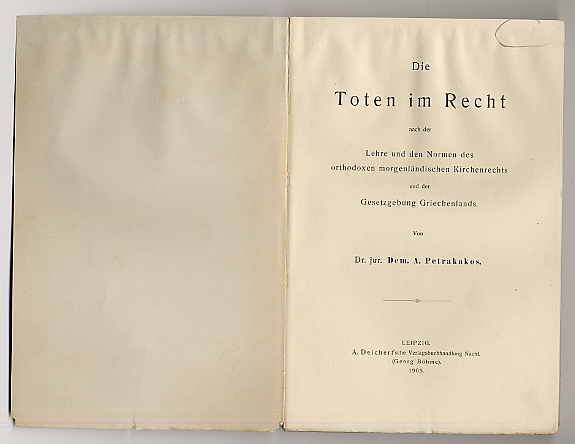 Die
Toten im Recht
nach der
Lehre und den Normen des
orthodoxen morgenländischen Kirchenrechts
und der
Gesetzgebung Griechenlands.
Von
Dr. jur. Dem. A. Petrakakos.
LEIPZIG.
A. Deichert'sche Verlagsbuchhandlung Nachf.
(Georg Böhme).
1905.